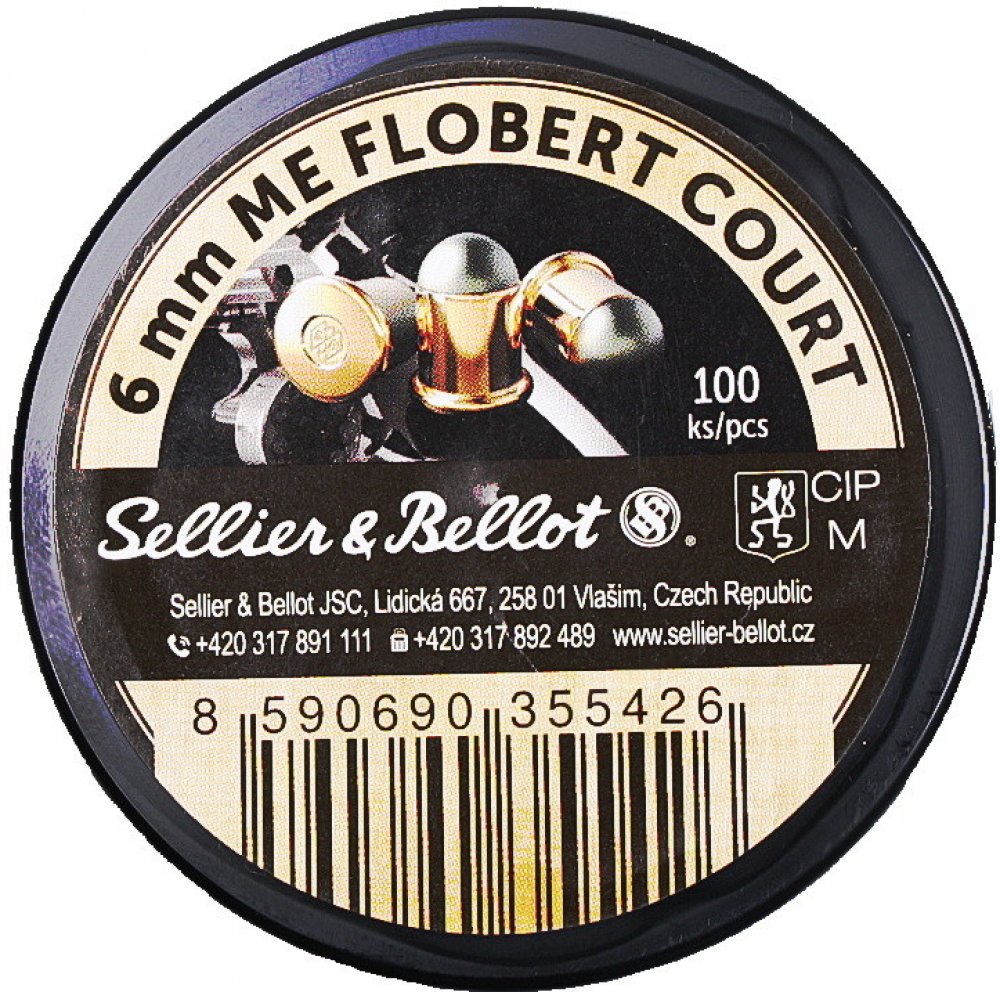 6 mm ME FLOBERT COURT
100
ks/pcs
Sellier & Bellot SB ®
CIP
M
Sellier & Bellot JSC, Lidická 667, 258 01 Vlašim, Czech Republic
+420 317 891 111 +420 317 892 489 www.sellier-bellot.cz
8 590690 355426